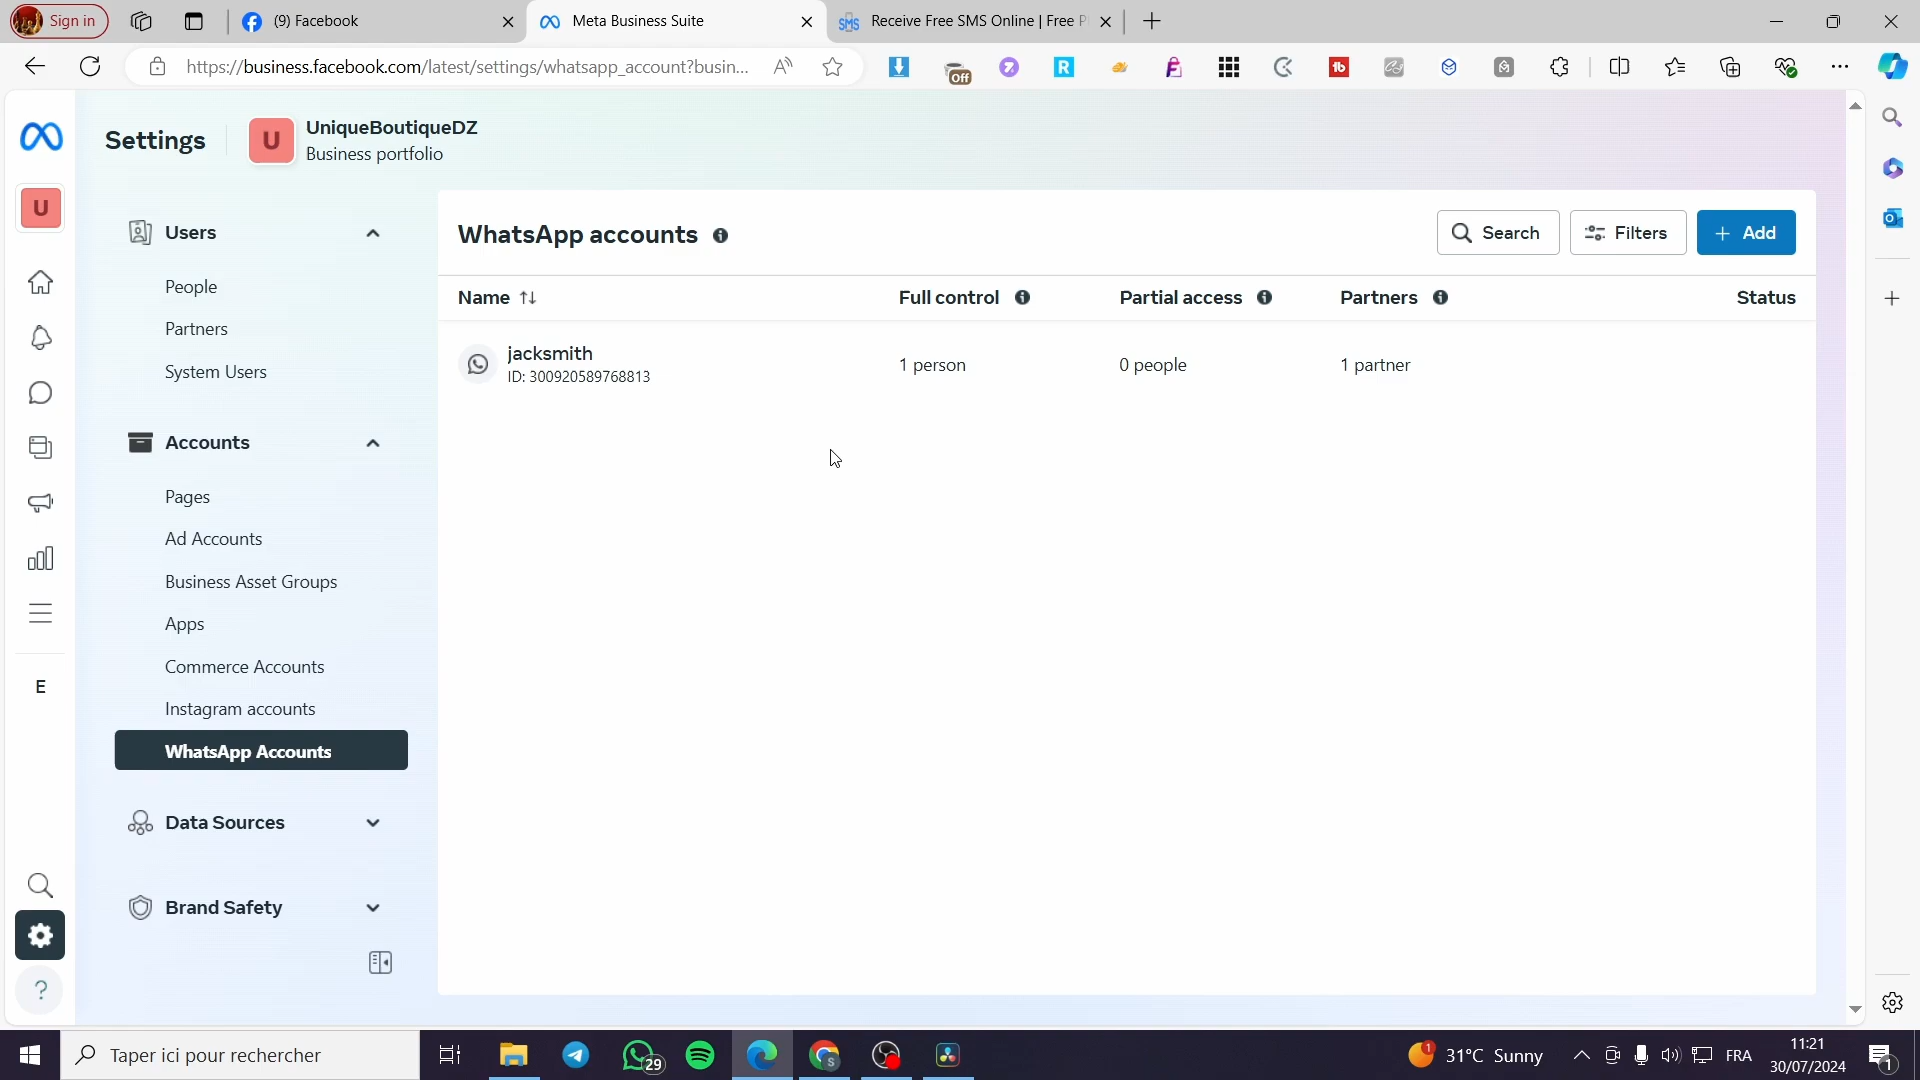 Sign in
(9) Facebook
Meta Business Suite
SMS
Receive Free SMS Online | Free P
https://business.facebook.com/latest/settings/whatsapp_account?busin...
Off
Settings
U
UniqueBoutiqueDZ
Business portfolio
U
Users
People
Partners
System Users
Accounts
Pages
Ad Accounts
Business Asset Groups
Apps
Commerce Accounts
Instagram accounts
WhatsApp Accounts
Data Sources
Brand Safety
E
?
WhatsApp accounts
Search
Filters
+ Add
Name
Full control
Partial access
Partners
Status
jacksmith
ID: 300920589768813
1 person
0 people
1 partner
Taper ici pour rechercher
29
S
1
31°C Sunny
FRA
11:21
30/07/2024
1